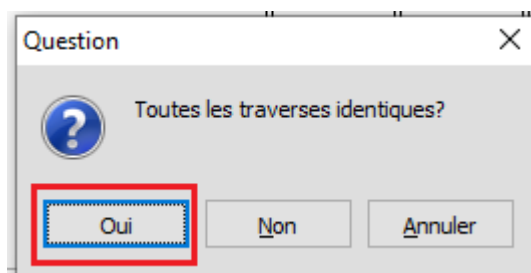 Question
Toutes les traverses identiques?
Oui
Non
Annuler